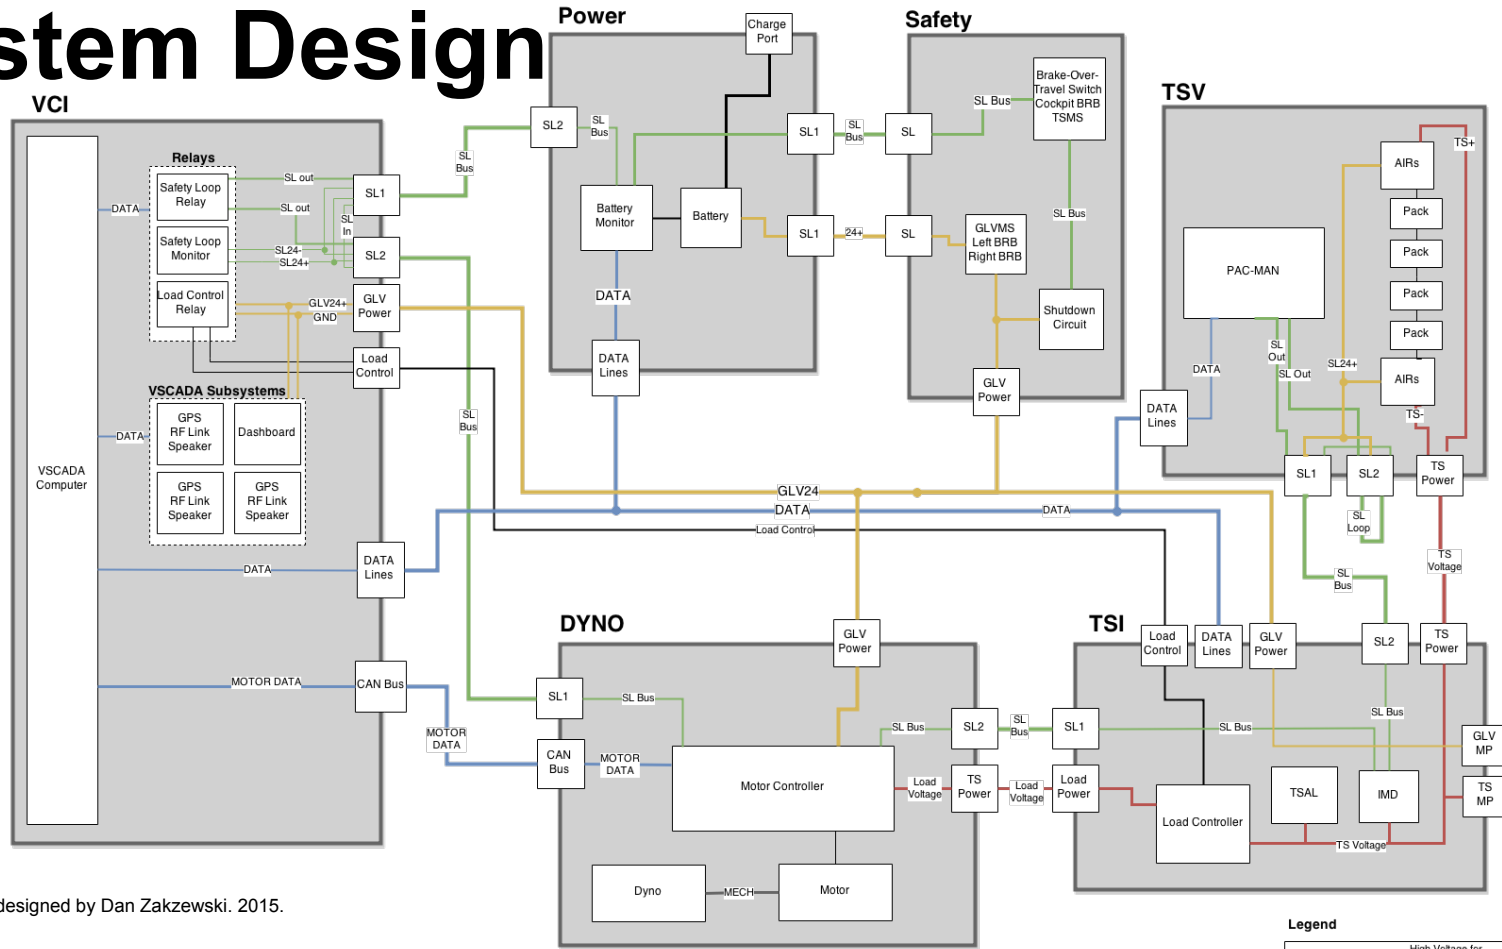 stem Design
VCI
VSCADA
Computer
Relays
Safety Loop
Relay
Safety Loop
Monitor
Load Control
Relay
DATA
SL out
SL out
SL
In
SL24-
SL24+
GLV24+
GND
SL1
SL2
GLV
Power
Load
Control
VSCADA Subsystems
GPS
RF Link
Speaker
Dashboard
GPS
RF Link
Speaker
GPS
RF Link
Speaker
DATA
DATA
DATA
Lines
MOTOR DATA
CAN Bus
MOTOR
DATA
SL
Bus
SL
Bus
Power
Charge
Port
SL2
SL
Bus
Battery
Monitor
Battery
SL1
SL1
DATA
DATA
Lines
SL
Bus
24+
Safety
SL
SL
SL Bus
Brake-Over-
Travel Switch
Cockpit BRB
TSMS
SL Bus
GLVMS
Left BRB
Right BRB
Shutdown
Circuit
GLV
Power
TSV
PAC-MAN
DATA
DATA
Lines
SL
Out
SL Out
SL24+
AIRs
Pack
Pack
Pack
Pack
AIRs
TS+
TS-
SL1
SL2
TS
Power
SL
Loop
SL
Bus
TS
Voltage
GLV24
DATA
DATA
Load Control
DYNO
GLV
Power
SL1
SL Bus
CAN
Bus
MOTOR
DATA
Motor Controller
SL Bus
SL2
Load
Voltage
TS
Power
Dyno
MECH
Motor
SL
Bus
Load
Voltage
TSI
Load
Control
DATA
Lines
GLV
Power
SL2
TS
Power
SL1
SL Bus
SL Bus
Load
Power
Load Controller
TSAL
IMD
TS Voltage
GLV
MP
TS
MP
designed by Dan Zakzewski. 2015.
Legend
High Voltage for